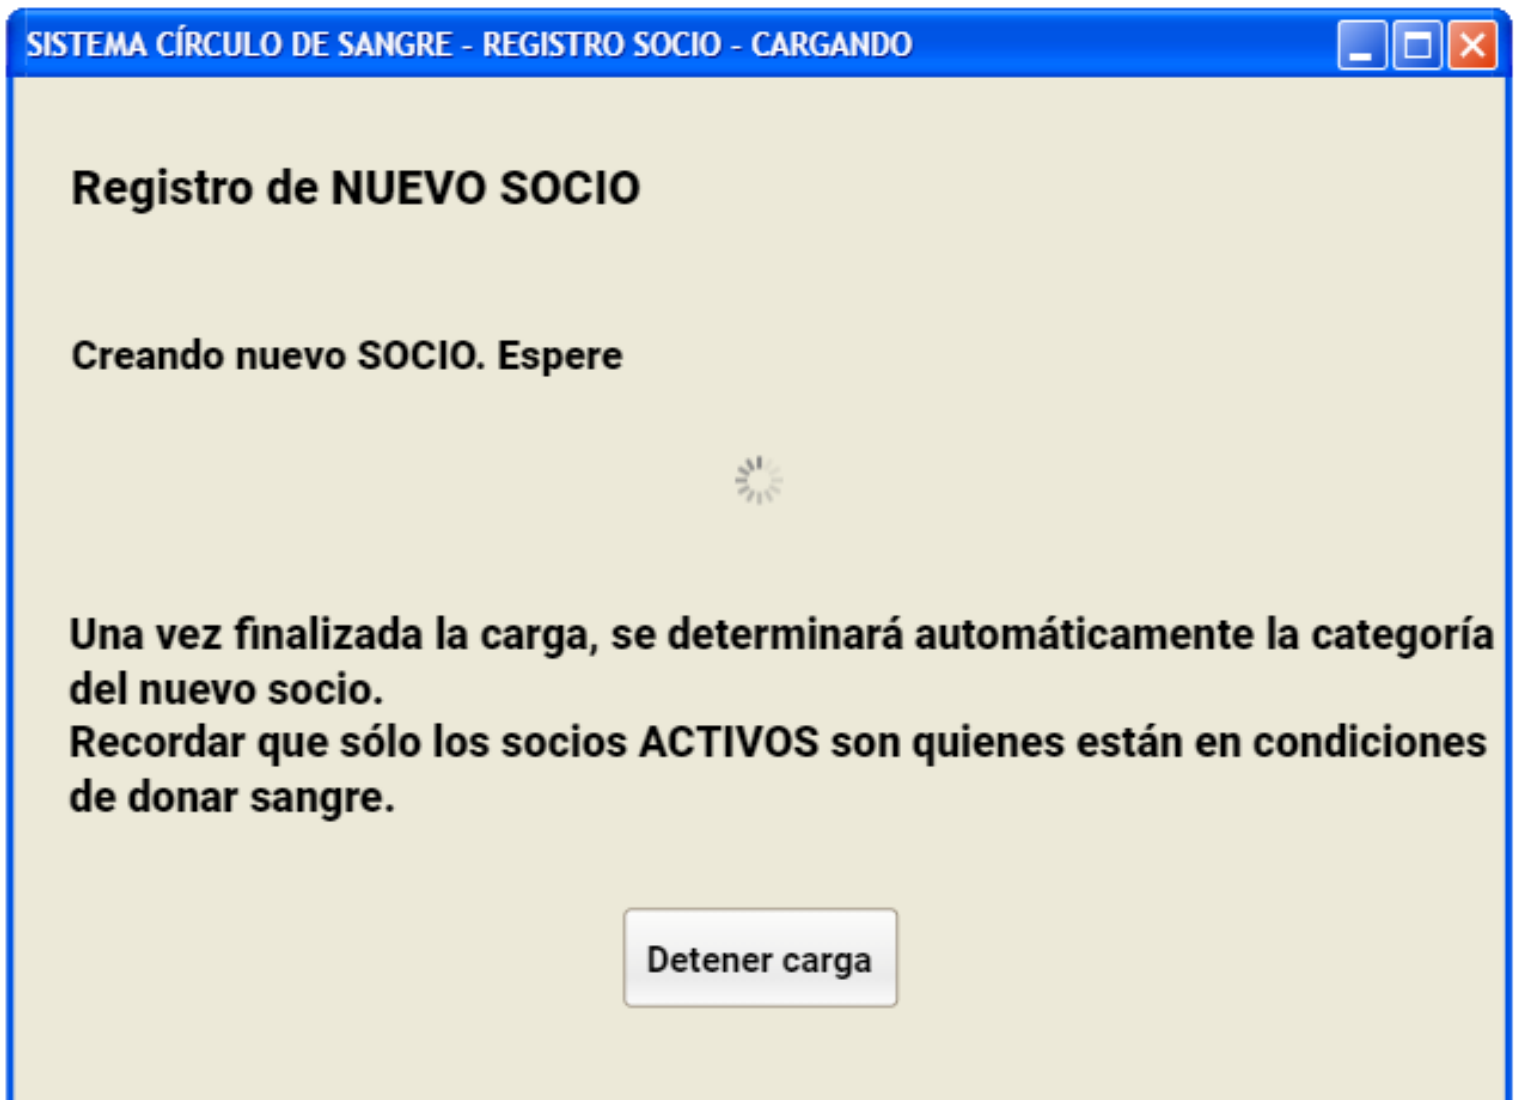 SISTEMA CÍRCULO DE SANGRE - REGISTRO SOCIO - CARGANDO
Registro de NUEVO SOCIO
Creando nuevo SOCIO. Espere
Una vez finalizada la carga, se determinará automáticamente la categoría
del nuevo socio.
Recordar que sólo los socios ACTIVOS son quienes están en condiciones
de donar sangre.
Detener carga